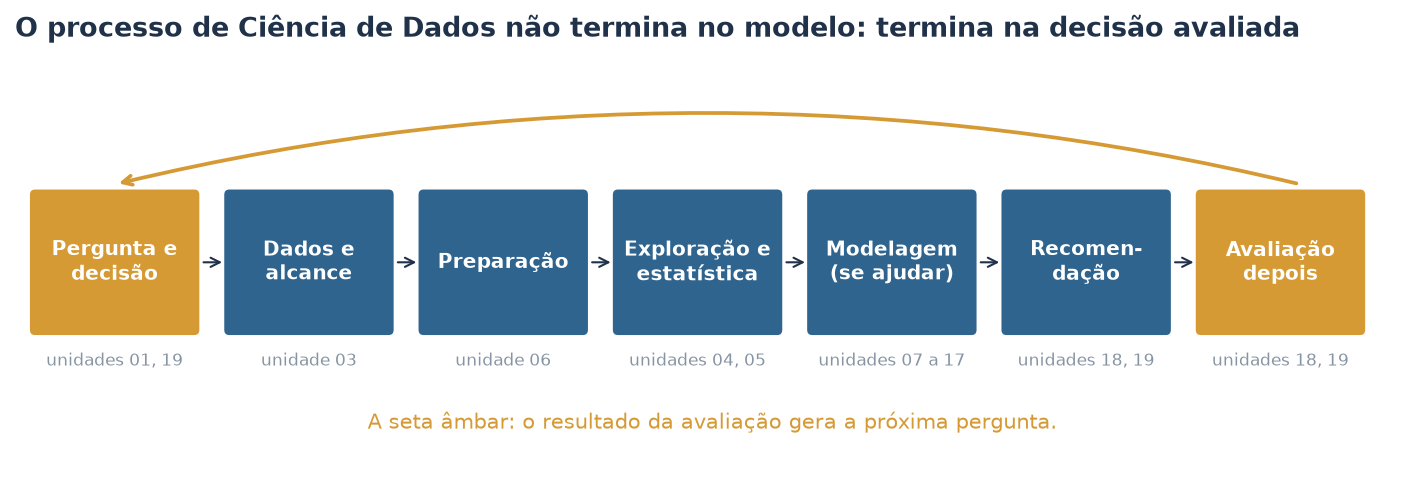 O processo de Ciência de Dados não termina no modelo: termina na decisão avaliada
Pergunta e
decisão
Dados e
alcance
Preparação
Exploração e
estatística
Modelagem
(se ajudar)
Recomen-
dação
Avaliação
depois
unidades 01, 19
unidade 03
unidade 06
unidades 04, 05
unidades 07 a 17
unidades 18, 19
unidades 18, 19
A seta âmbar: o resultado da avaliação gera a próxima pergunta.